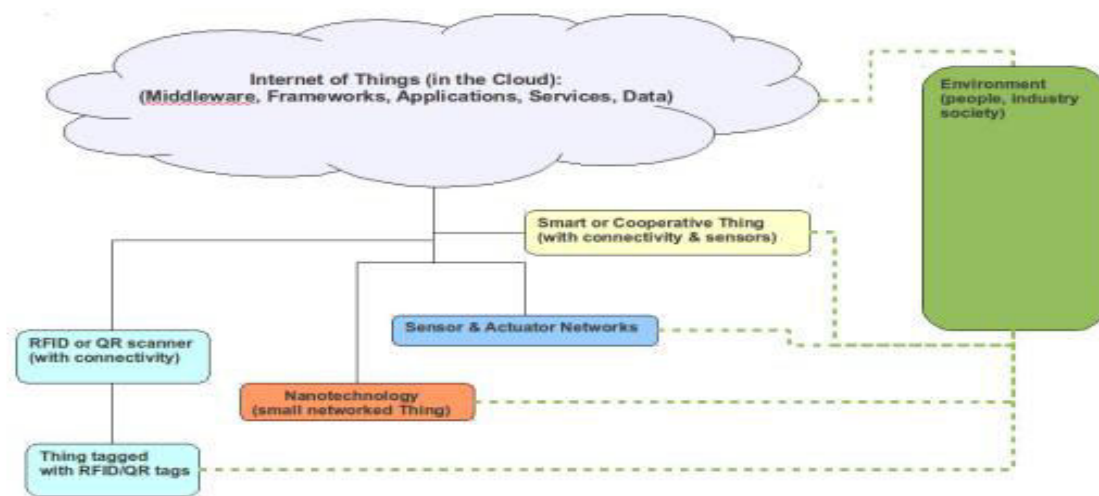 Internet of Things (in the Cloud):
(Middleware, Frameworks, Applications, Services, Data)
Environment
(people, industry
society)
Smart or Cooperative Thing
(with connectivity & sensors)
Sensor & Actuator Networks
RFID or QR scanner
(with connectivity)
Nanotechnology
(small networked Thing)
Thing tagged
with RFID/QR tags